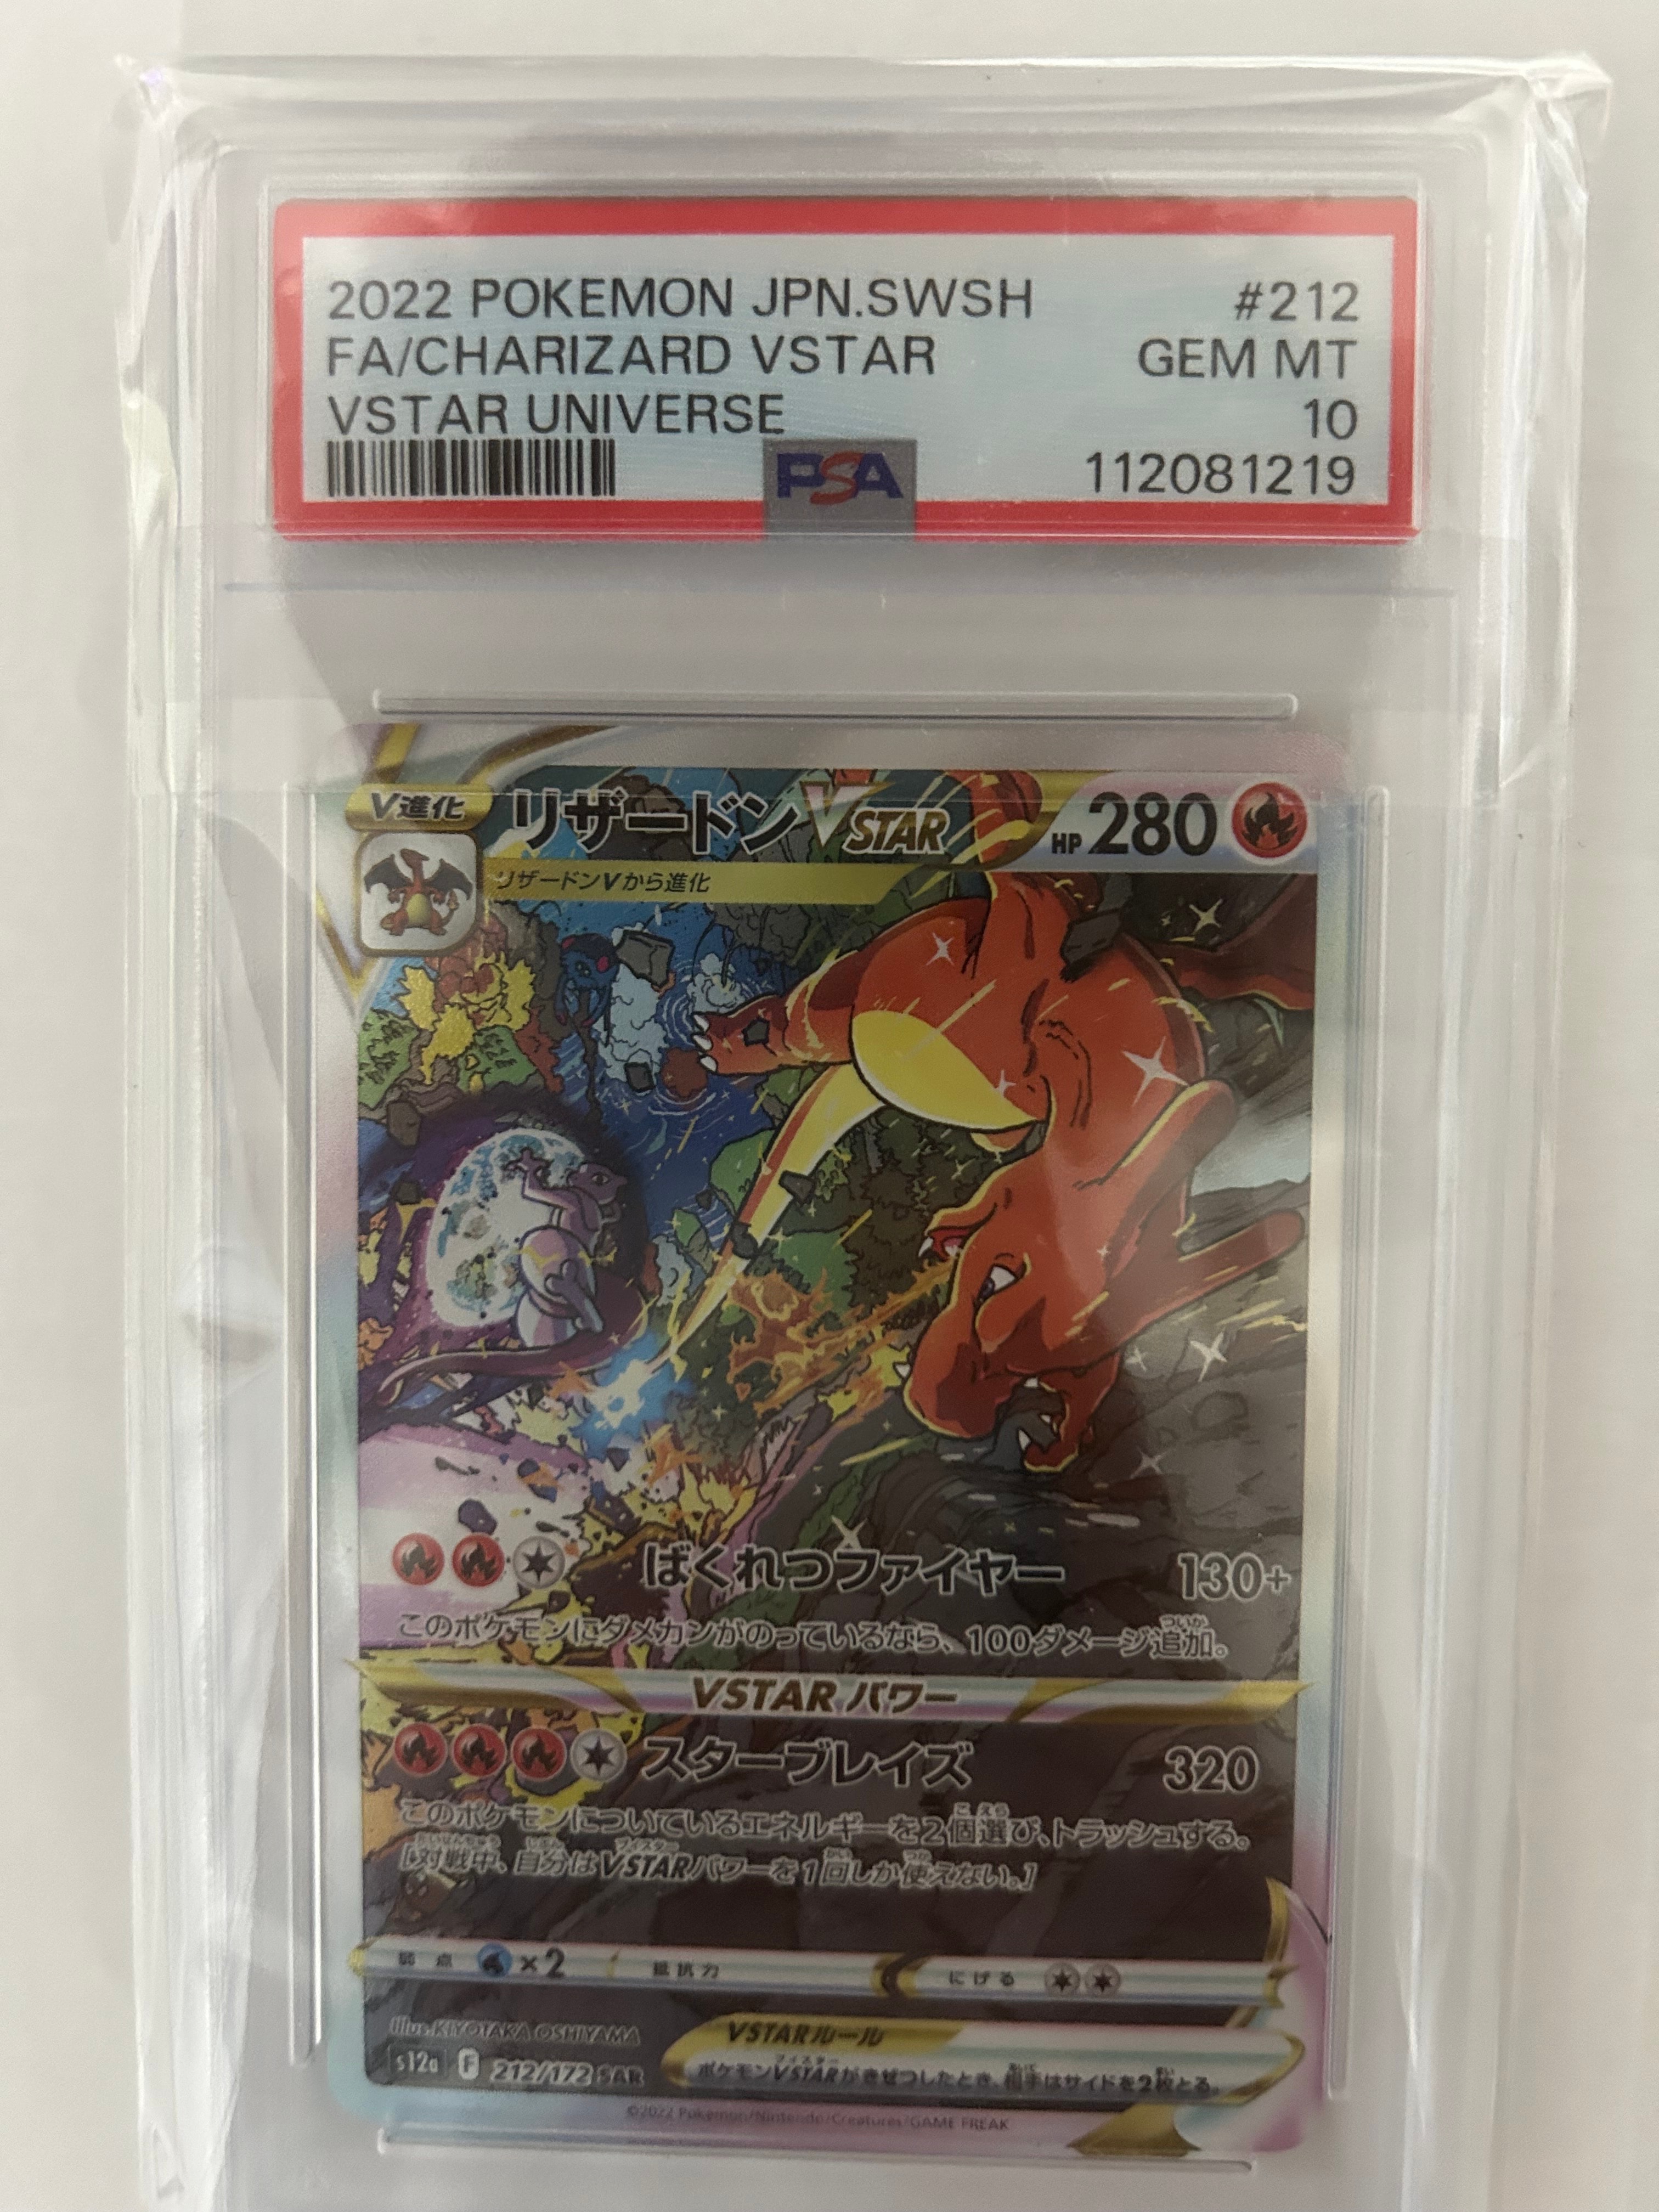 2022 POKEMON JPN.SWSH #212
FA/CHARIZARD VSTAR GEM MT
VSTAR UNIVERSE 10
PSA 112081219
V進化 リザードンVSTAR HP 280
リザードンVから進化
ばくれつファイヤー 130+
このポケモンにダメカンがのっているなら、100ダメージ追加。
VSTARパワー
スターブレイズ 320
このポケモンについているエネルギーを2個選び、トラッシュする。
[対戦中、自分はVSTARパワーを1回しか使えない。]
弱点 ×2 抵抗力 にげる
Illus. KIYOTAKA OSHIYAMA
VSTARルール
s12a F 212/172 SAR
ポケモンVSTARがきぜつしたとき、相手はサイドを2枚とる。
©2022 Pokémon/Nintendo/Creatures/GAME FREAK